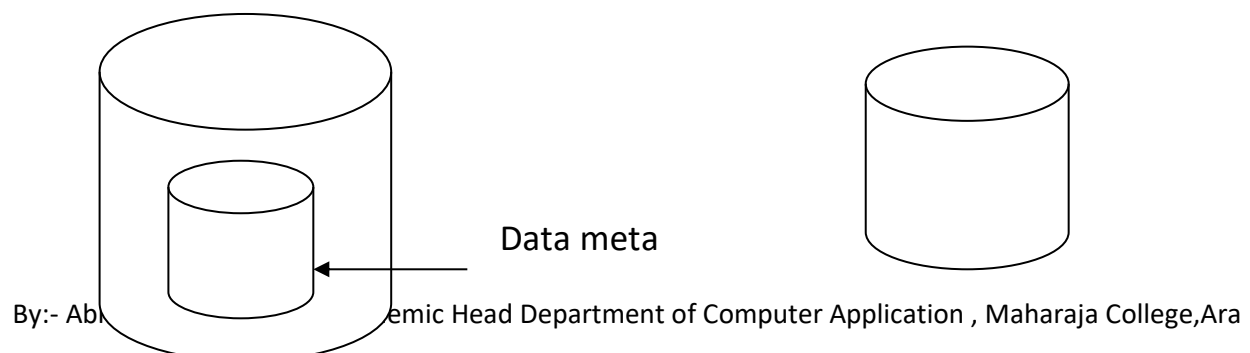 Data meta
By:- Ab emic Head Department of Computer Application , Maharaja College,Ara